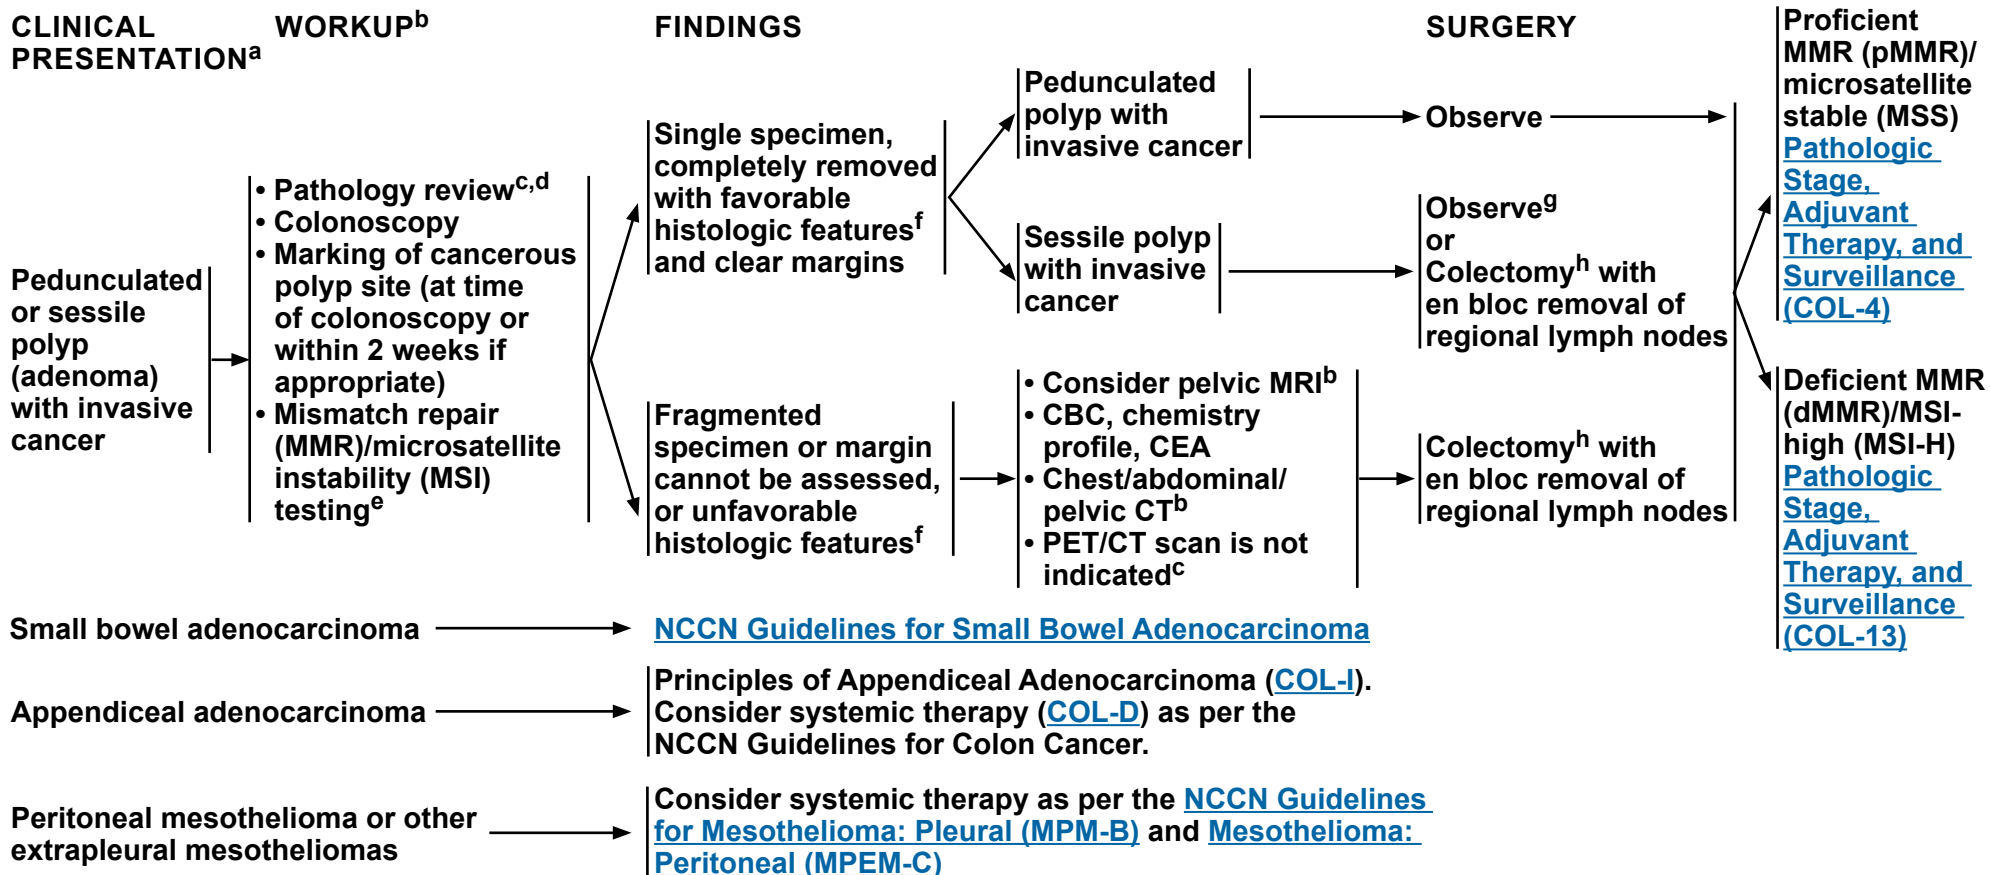 CLINICAL
PRESENTATIONa
WORKUPb
FINDINGS
SURGERY
Pedunculated
or sessile
polyp
(adenoma)
with invasive
cancer
• Pathology reviewc,d
• Colonoscopy
• Marking of cancerous
polyp site (at time
of colonoscopy or
within 2 weeks if
appropriate)
• Mismatch repair
(MMR)/microsatellite
instability (MSI)
testinge
Single specimen,
completely removed
with favorable
histologic featuresf
and clear margins
Pedunculated
polyp with
invasive cancer
Observe
Sessile polyp
with invasive
cancer
Observeg
or
Colectomyh with
en bloc removal of
regional lymph nodes
Fragmented
specimen or margin
cannot be assessed,
or unfavorable
histologic featuresf
• Consider pelvic MRIb
• CBC, chemistry
profile, CEA
• Chest/abdominal/
pelvic CTb
• PET/CT scan is not
indicatedc
Colectomyh with
en bloc removal of
regional lymph nodes
Proficient
MMR (pMMR)/
microsatellite
stable (MSS)
Pathologic
Stage,
Adjuvant
Therapy, and
Surveillance
(COL-4)
Deficient MMR
(dMMR)/MSI-
high (MSI-H)
Pathologic
Stage,
Adjuvant
Therapy, and
Surveillance
(COL-13)
Small bowel adenocarcinoma
NCCN Guidelines for Small Bowel Adenocarcinoma
Appendiceal adenocarcinoma
Principles of Appendiceal Adenocarcinoma (COL-I).
Consider systemic therapy (COL-D) as per the
NCCN Guidelines for Colon Cancer.
Peritoneal mesothelioma or other
extrapleural mesotheliomas
Consider systemic therapy as per the NCCN Guidelines
for Mesothelioma: Pleural (MPM-B) and Mesothelioma:
Peritoneal (MPEM-C)